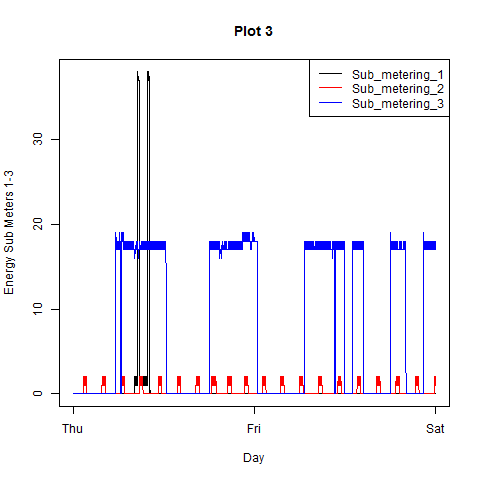 Plot 3
Sub_metering_1
Sub_metering_2
Sub_metering_3
Energy Sub Meters 1-3
30
20
10
0
Thu Fri Sat
Day